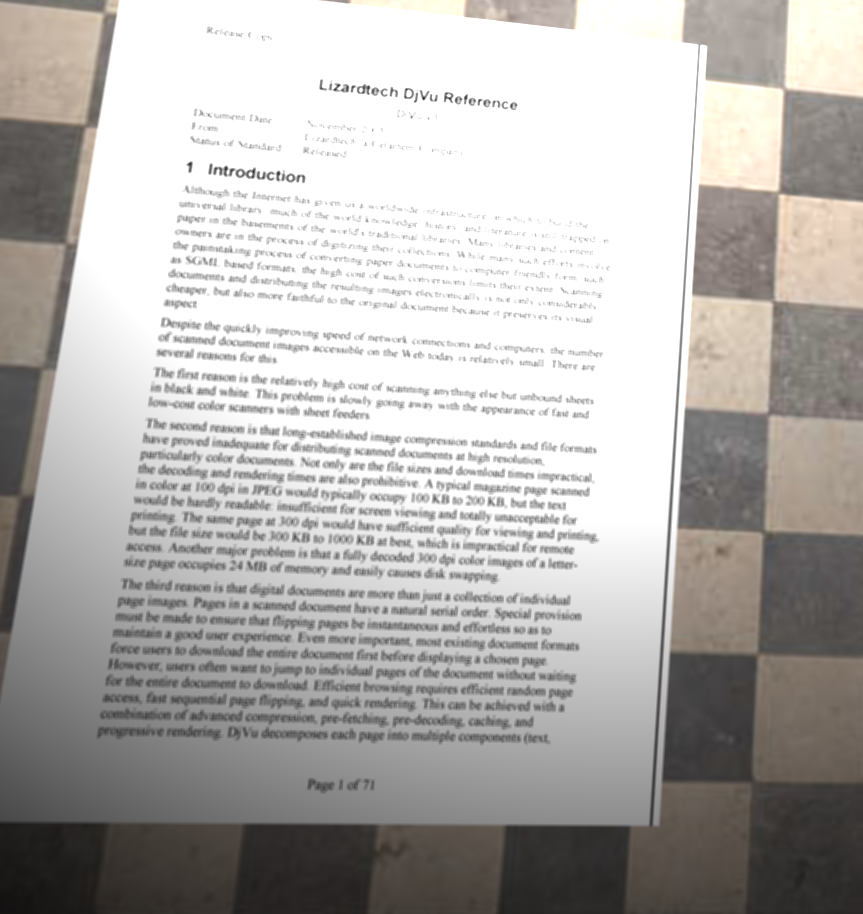 Release Copy
Lizardtech DjVu Reference
Document Date November
From Lizardtech
Status of Standard Released
1 Introduction
Although the Internet has given us a worldwide infrastructure on which to build the
universal library, much of the world knowledge, history, and literature is still trapped on
paper in the basements of the world's traditional libraries. Many libraries and content
owners are in the process of digitizing their collections. While many such efforts involve
the painstaking process of converting paper documents to computer friendly form, such
as SGML based formats, the high cost of such conversions limits their extent. Scanning
documents and distributing the resulting images electronically is not only considerably
cheaper, but also more faithful to the original document because it preserves its visual
aspect
Despite the quickly improving speed of network connections and computers, the number
of scanned document images accessible on the Web today is relatively small. There are
several reasons for this.
The first reason is the relatively high cost of scanning anything else but unbound sheets
in black and white. This problem is slowly going away with the appearance of fast and
low-cost color scanners with sheet feeders
The second reason is that long-established image compression standards and file formats
have proved inadequate for distributing scanned documents at high resolution,
particularly color documents. Not only are the file sizes and download times impractical,
the decoding and rendering times are also prohibitive. A typical magazine page scanned
in color at 100 dpi in JPEG would typically occupy 100 KB to 200 KB, but the text
would be hardly readable: insufficient for screen viewing and totally unacceptable for
printing. The same page at 300 dpi would have sufficient quality for viewing and printing,
but the file size would be 300 KB to 1000 KB at best, which is impractical for remote
access. Another major problem is that a fully decoded 300 dpi color images of a letter-
size page occupies 24 MB of memory and easily causes disk swapping.
The third reason is that digital documents are more than just a collection of individual
page images. Pages in a scanned document have a natural serial order. Special provision
must be made to ensure that flipping pages be instantaneous and effortless so as to
maintain a good user experience. Even more important, most existing document formats
force users to download the entire document first before displaying a chosen page.
However, users often want to jump to individual pages of the document without waiting
for the entire document to download. Efficient browsing requires efficient random page
access, fast sequential page flipping, and quick rendering. This can be achieved with a
combination of advanced compression, pre-fetching, pre-decoding, caching, and
progressive rendering. DjVu decomposes each page into multiple components (text,
Page 1 of 71